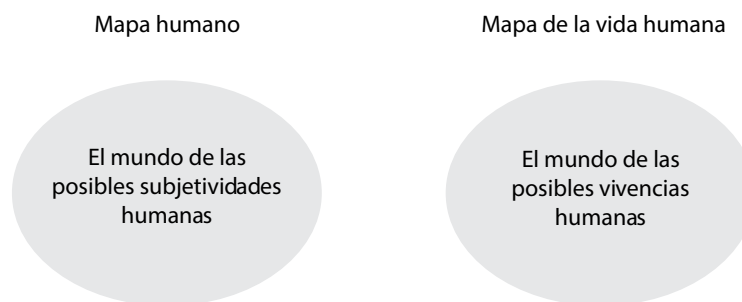 Mapa humano
El mundo de las
posibles subjetividades
humanas
Mapa de la vida humana
El mundo de las
posibles vivencias
humanas